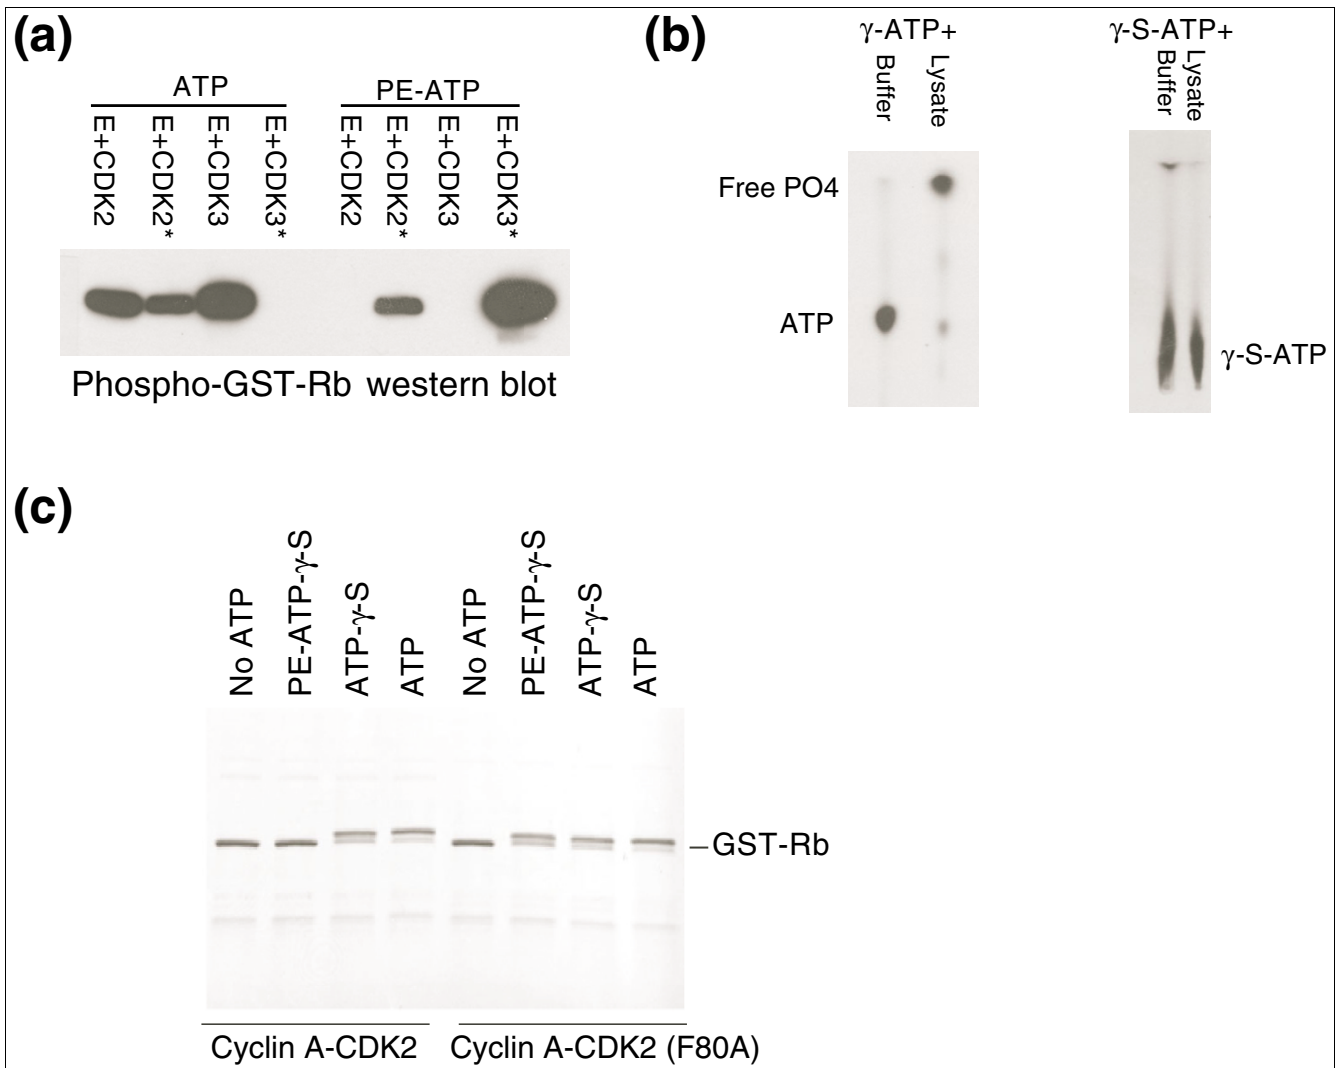 (a)
ATP
PE-ATP
E+CDK2
E+CDK2*
E+CDK3
E+CDK3*
E+CDK2
E+CDK2*
E+CDK3
E+CDK3*
Phospho-GST-Rb western blot
(b)
γ-ATP+
Buffer
Lysate
Free PO4
ATP
γ-S-ATP+
Buffer
Lysate
γ-S-ATP
(c)
No ATP
PE-ATP-γ-S
ATP-γ-S
ATP
No ATP
PE-ATP-γ-S
ATP-γ-S
ATP
GST-Rb
Cyclin A-CDK2
Cyclin A-CDK2 (F80A)